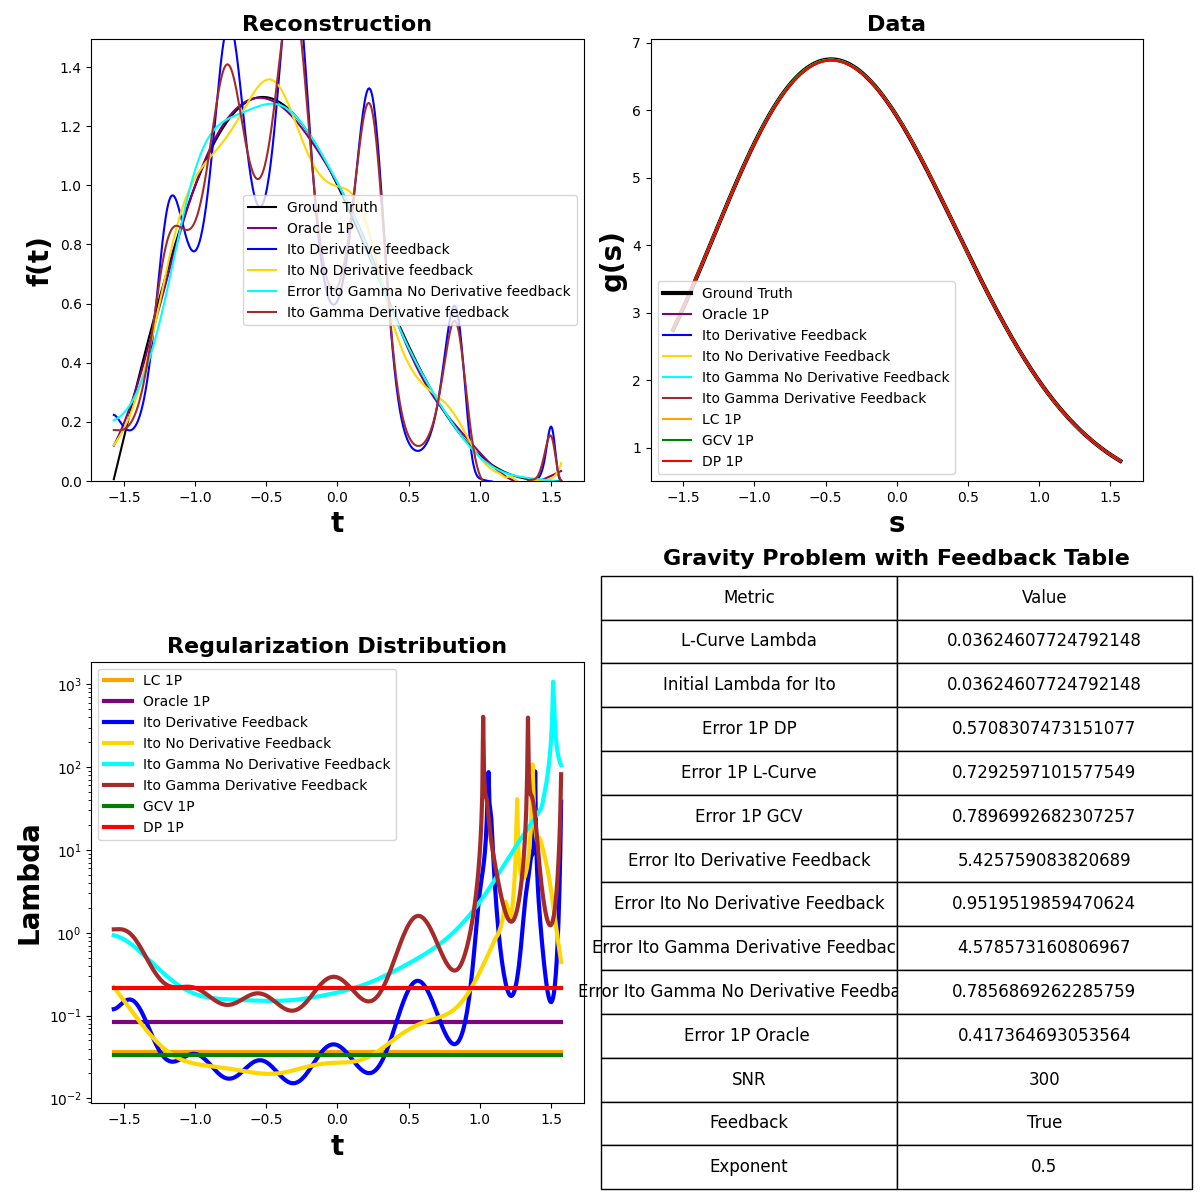 Reconstruction
1.4
1.2
1.0
0.8
0.6
0.4
0.2
0.0
f(t)
Ground Truth
Oracle 1P
Ito Derivative feedback
Ito No Derivative feedback
Error Ito Gamma No Derivative feedback
Ito Gamma Derivative feedback
−1.5 −1.0 −0.5 0.0 0.5 1.0 1.5
t
Data
7
6
5
4
3
2
1
g(s)
Ground Truth
Oracle 1P
Ito Derivative Feedback
Ito No Derivative Feedback
Ito Gamma No Derivative Feedback
Ito Gamma Derivative Feedback
LC 1P
GCV 1P
DP 1P
−1.5 −1.0 −0.5 0.0 0.5 1.0 1.5
s
Regularization Distribution
10³
10²
10¹
10⁰
10⁻¹
10⁻²
Lambda
LC 1P
Oracle 1P
Ito Derivative Feedback
Ito No Derivative Feedback
Ito Gamma No Derivative Feedback
Ito Gamma Derivative Feedback
GCV 1P
DP 1P
−1.5 −1.0 −0.5 0.0 0.5 1.0 1.5
t
Gravity Problem with Feedback Table
Metric Value
L-Curve Lambda 0.03624607724792148
Initial Lambda for Ito 0.03624607724792148
Error 1P DP 0.5708307473151077
Error 1P L-Curve 0.7292597101577549
Error 1P GCV 0.7896992682307257
Error Ito Derivative Feedback 5.425759083820689
Error Ito No Derivative Feedback 0.9519519859470624
Error Ito Gamma Derivative Feedbac 4.578573160806967
Error Ito Gamma No Derivative Feedba 0.7856869262285759
Error 1P Oracle 0.417364693053564
SNR 300
Feedback True
Exponent 0.5